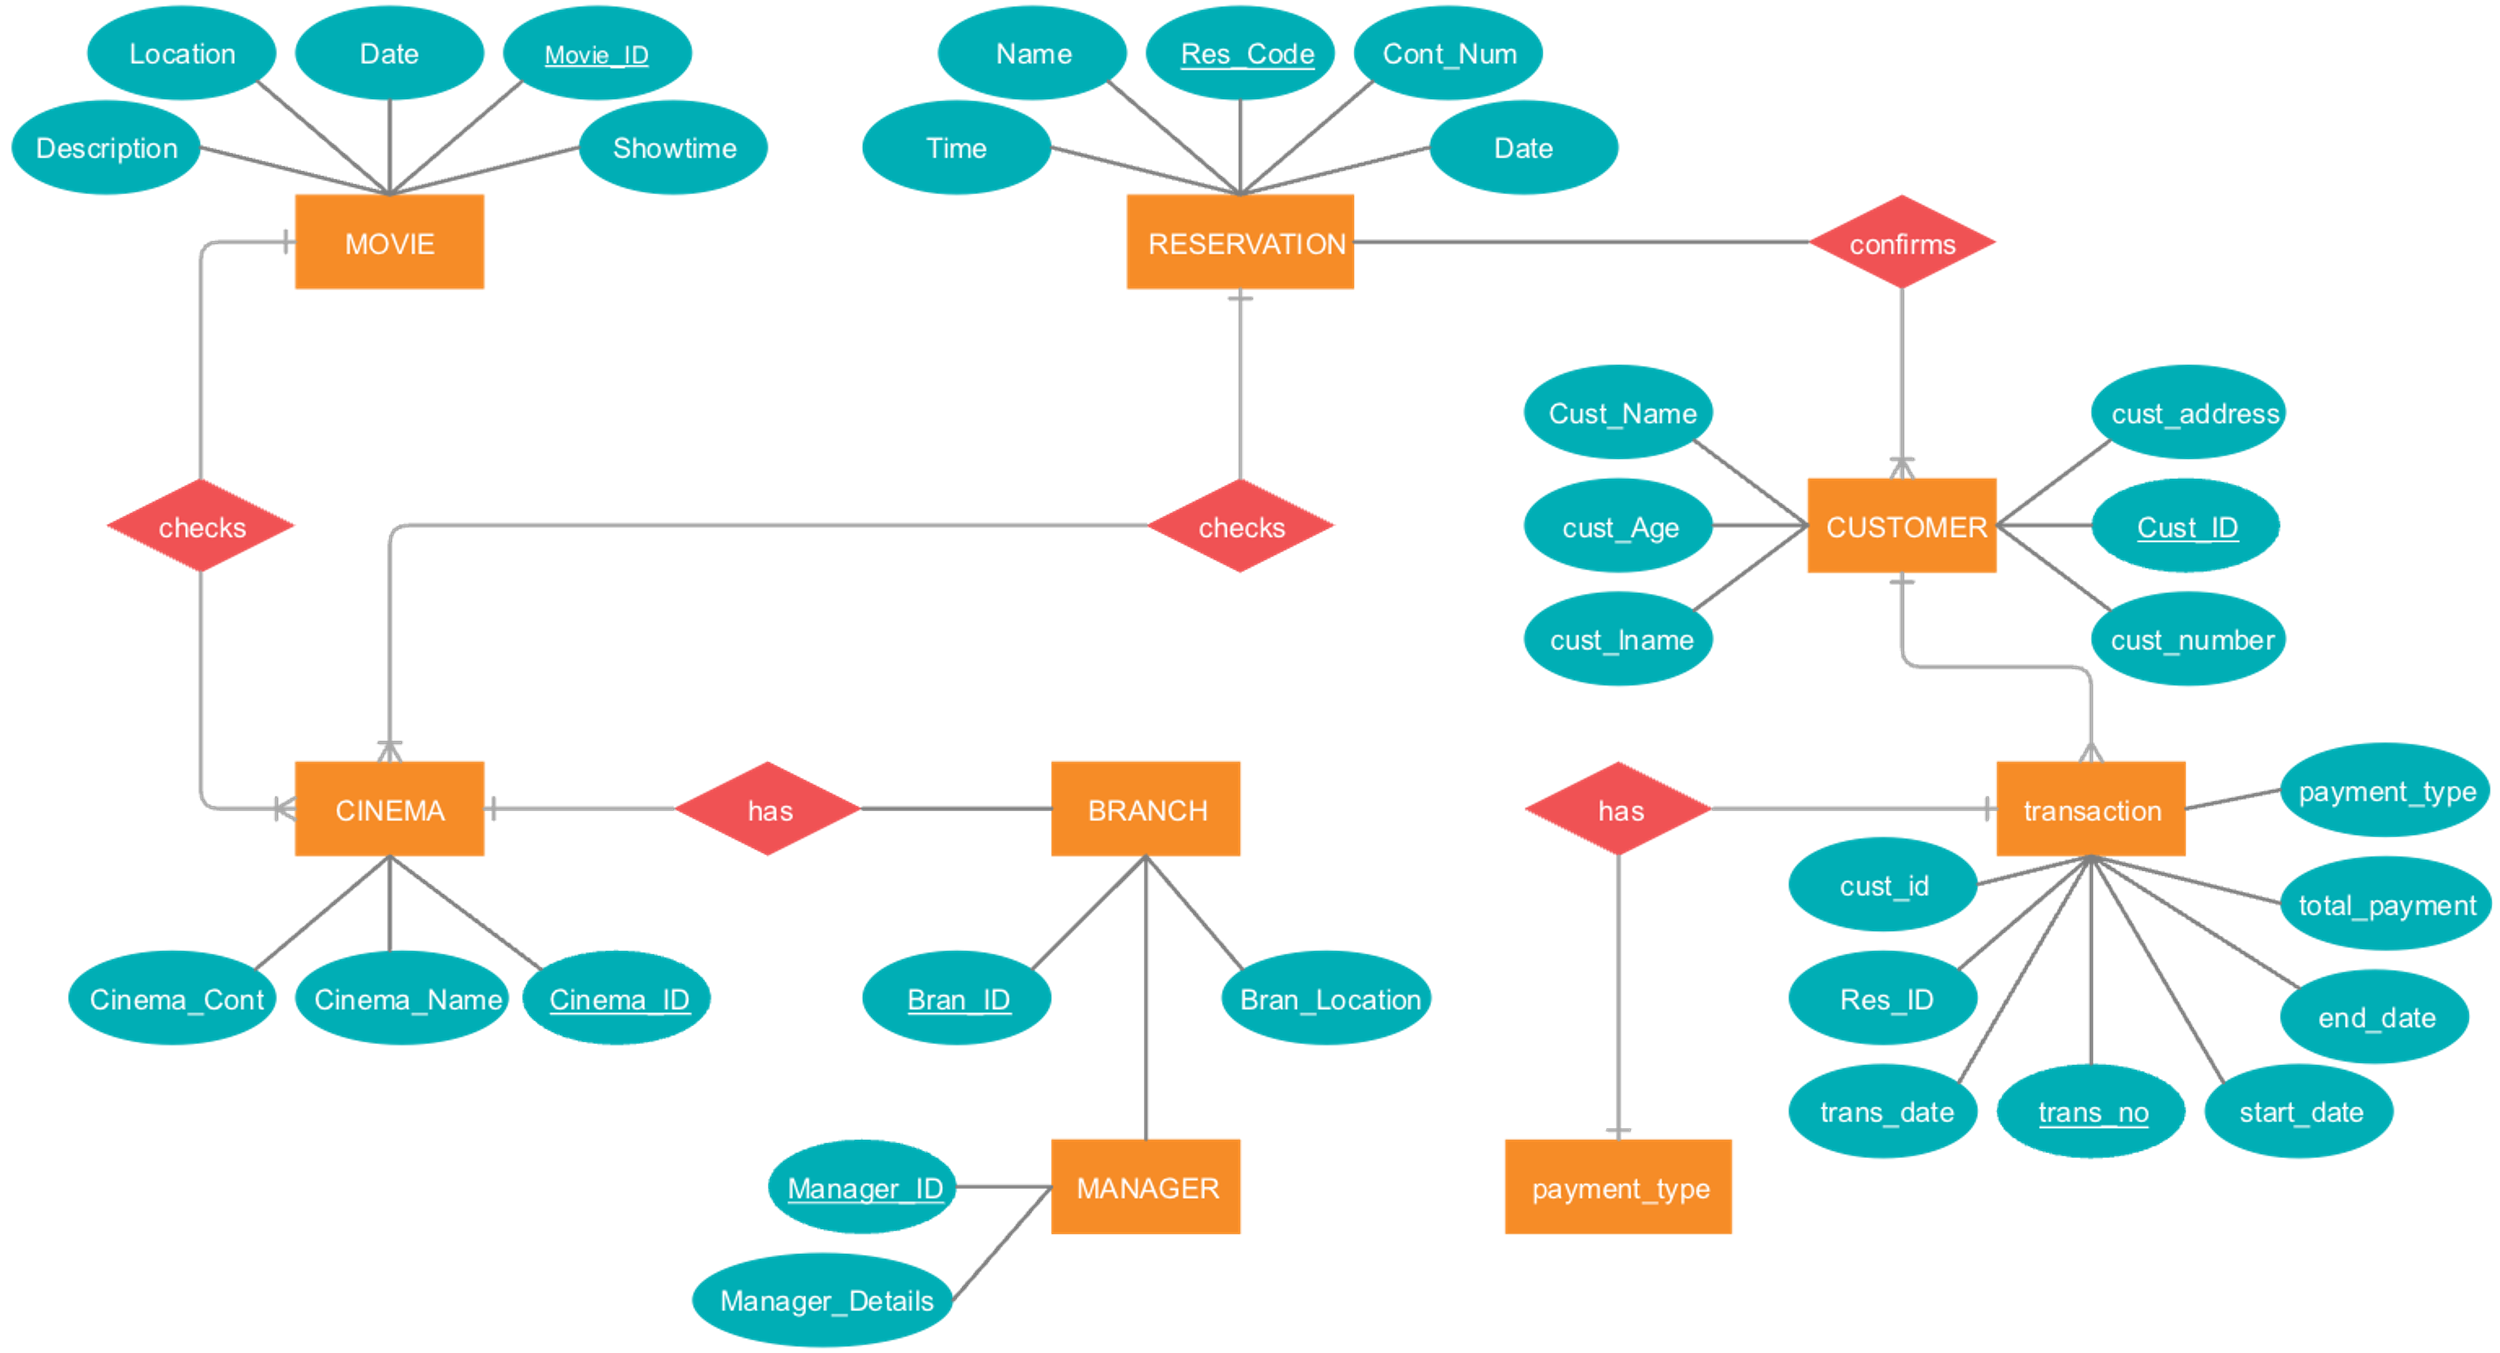 Location
Date
Movie_ID
Name
Res_Code
Cont_Num
Description
Showtime
Time
Date
MOVIE
RESERVATION
confirms
Cust_Name
cust_address
checks
checks
cust_Age
CUSTOMER
Cust_ID
cust_lname
cust_number
CINEMA
has
BRANCH
has
transaction
payment_type
cust_id
total_payment
Cinema_Cont
Cinema_Name
Cinema_ID
Bran_ID
Bran_Location
Res_ID
end_date
trans_date
trans_no
start_date
Manager_ID
MANAGER
payment_type
Manager_Details